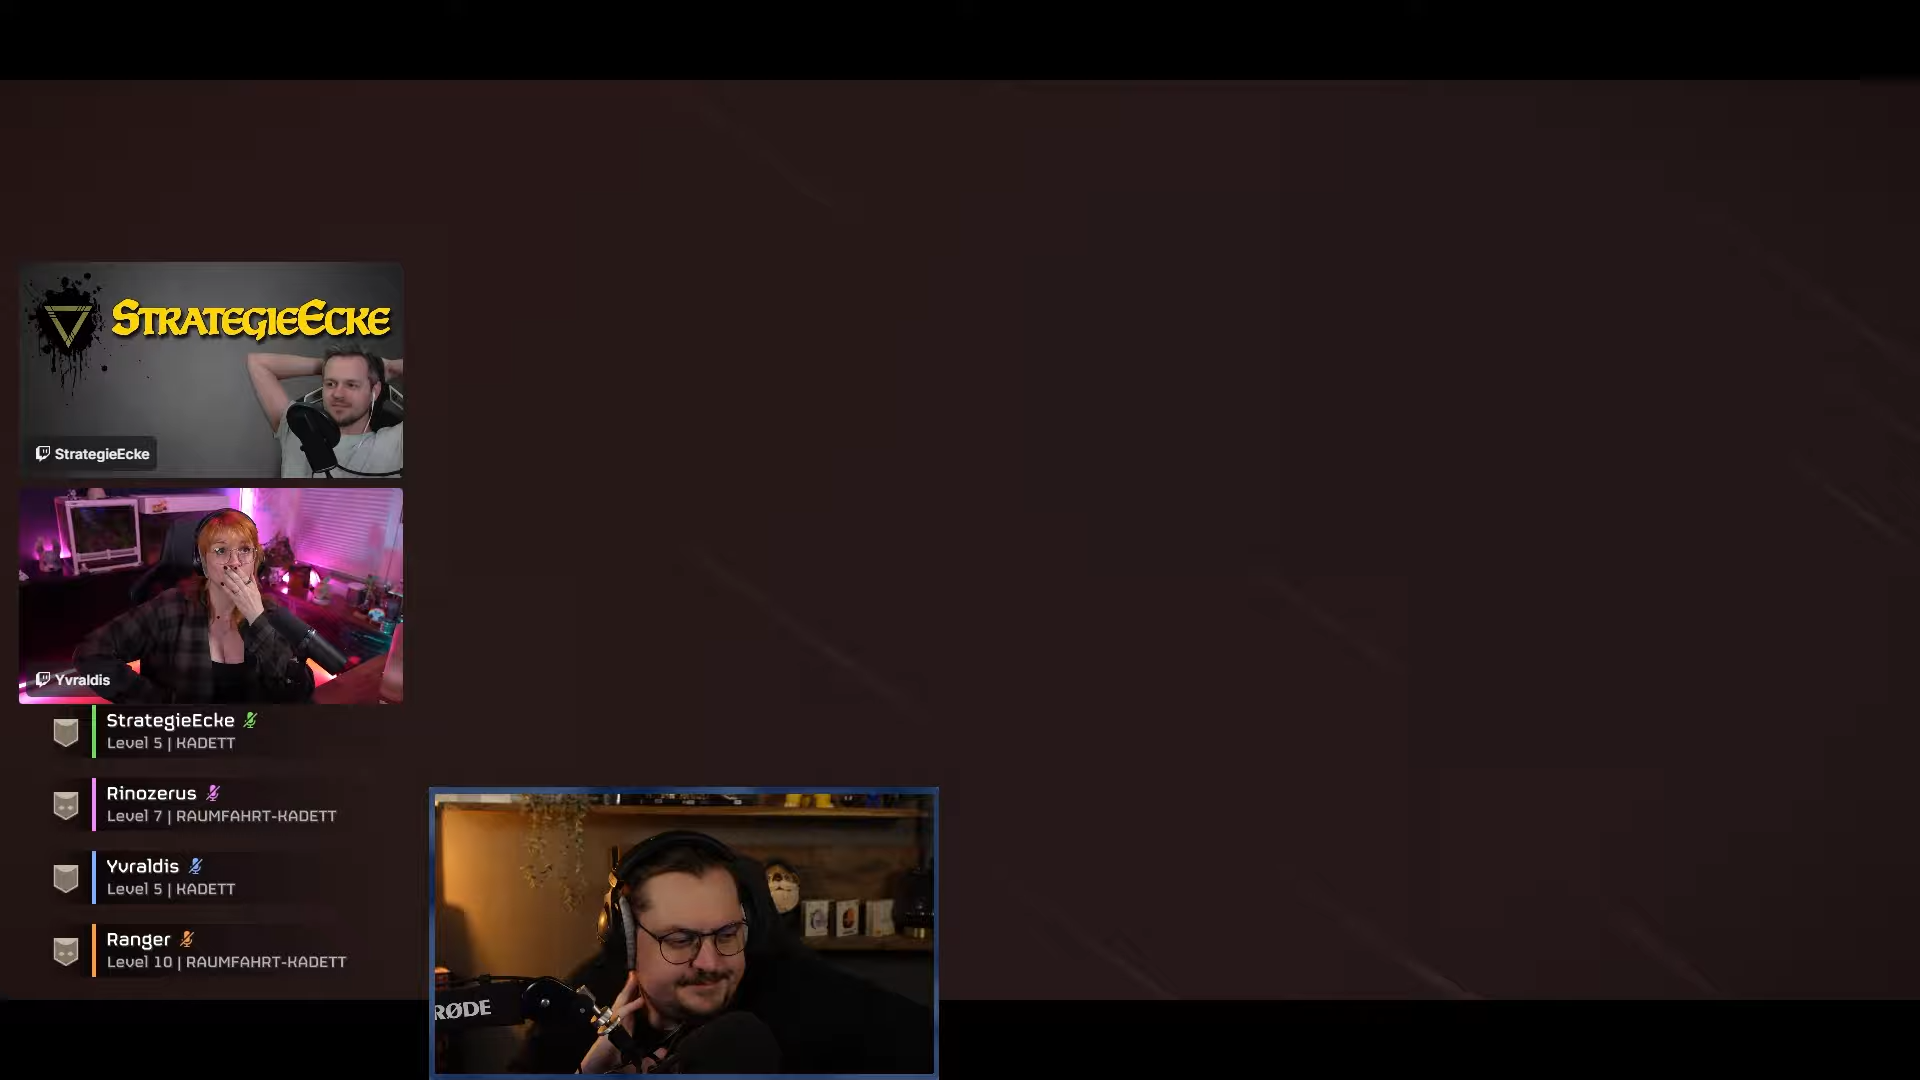 StrategieEcke
StrategieEcke
Yvraldis
StrategieEcke
Level 5 | KADETT
Rinozerus
Level 7 | RAUMFAHRT-KADETT
Yvraldis
Level 5 | KADETT
Ranger
Level 10 | RAUMFAHRT-KADETT
RØDE